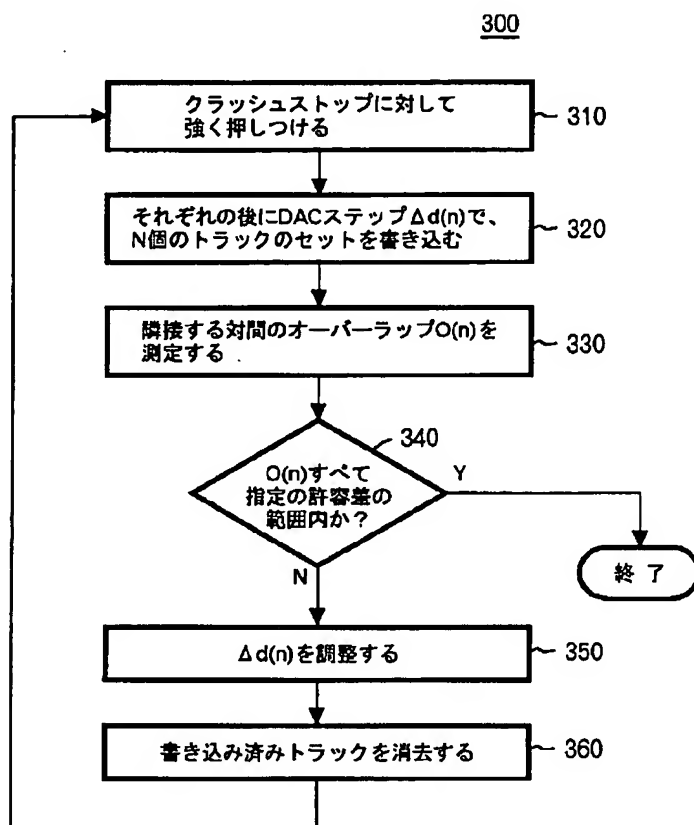 300
クラッシュストップに対して
強く押しつける
310
それぞれの後にDACステップΔd(n)で、
N個のトラックのセットを書き込む
320
隣接する対間のオーバーラップO(n)を
測定する
330
340
O(n)すべて
指定の許容差の
範囲内か？
Y
N
終了
Δd(n)を調整する
350
書き込み済みトラックを消去する
360